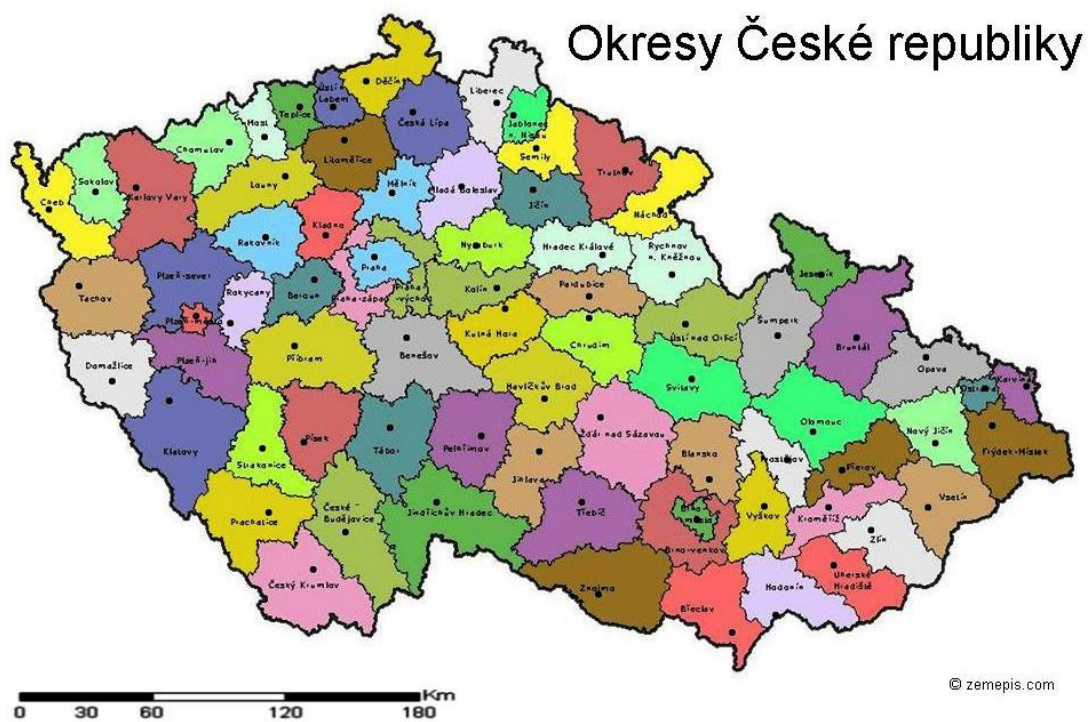 Okresy České republiky
Děčín
Ústí n.
Labem
Liberec
Teplice
Most
Česká Lípa
Jablonec
n. Nisou
Chomutov
Litoměřice
Semily
Trutnov
Sokolov
Karlovy Vary
Louny
Mělník
Mladá Boleslav
Jičín
Cheb
Náchod
Kladno
Rakovník
Nymburk
Hradec Králové
Rychnov
n. Kněžnou
Praha
Plzeň-sever
Jeseník
Rokycany
Beroun
Praha-západ
Praha
-východ
Kolín
Pardubice
Tachov
Plzeň-město
Kutná Hora
Šumperk
Ústí nad Orlicí
Chrudim
Bruntál
Plzeň-jih
Příbram
Benešov
Opava
Domažlice
Havlíčkův Brod
Svitavy
Ostrava
Karviná
Olomouc
Žďár nad Sázavou
Nový Jičín
Klatovy
Písek
Tábor
Pelhřimov
Strakonice
Blansko
Prostějov
Přerov
Frýdek-Místek
Jihlava
Vsetín
Prachatice
České -
Budějovice
Jindřichův Hradec
Třebíč
Brno
-město
Vyškov
Kroměříž
Zlín
Brno-venkov
Český Krumlov
Znojmo
Uherské
Hradiště
Hodonín
Břeclav
Km
0 30 60 120 180
© zemepis.com